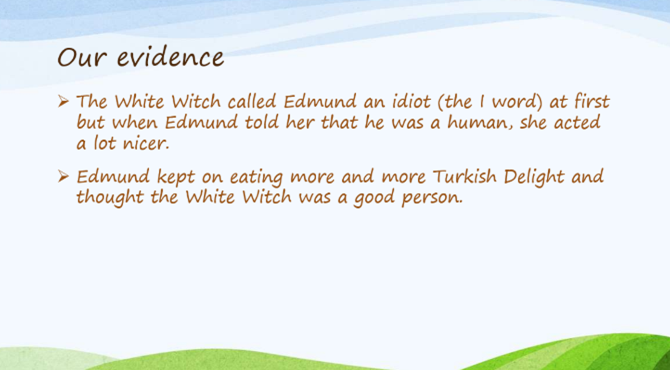 Our evidence
➢ The White Witch called Edmund an idiot (the I word) at first
but when Edmund told her that he was a human, she acted
a lot nicer.
➢ Edmund kept on eating more and more Turkish Delight and
thought the White Witch was a good person.